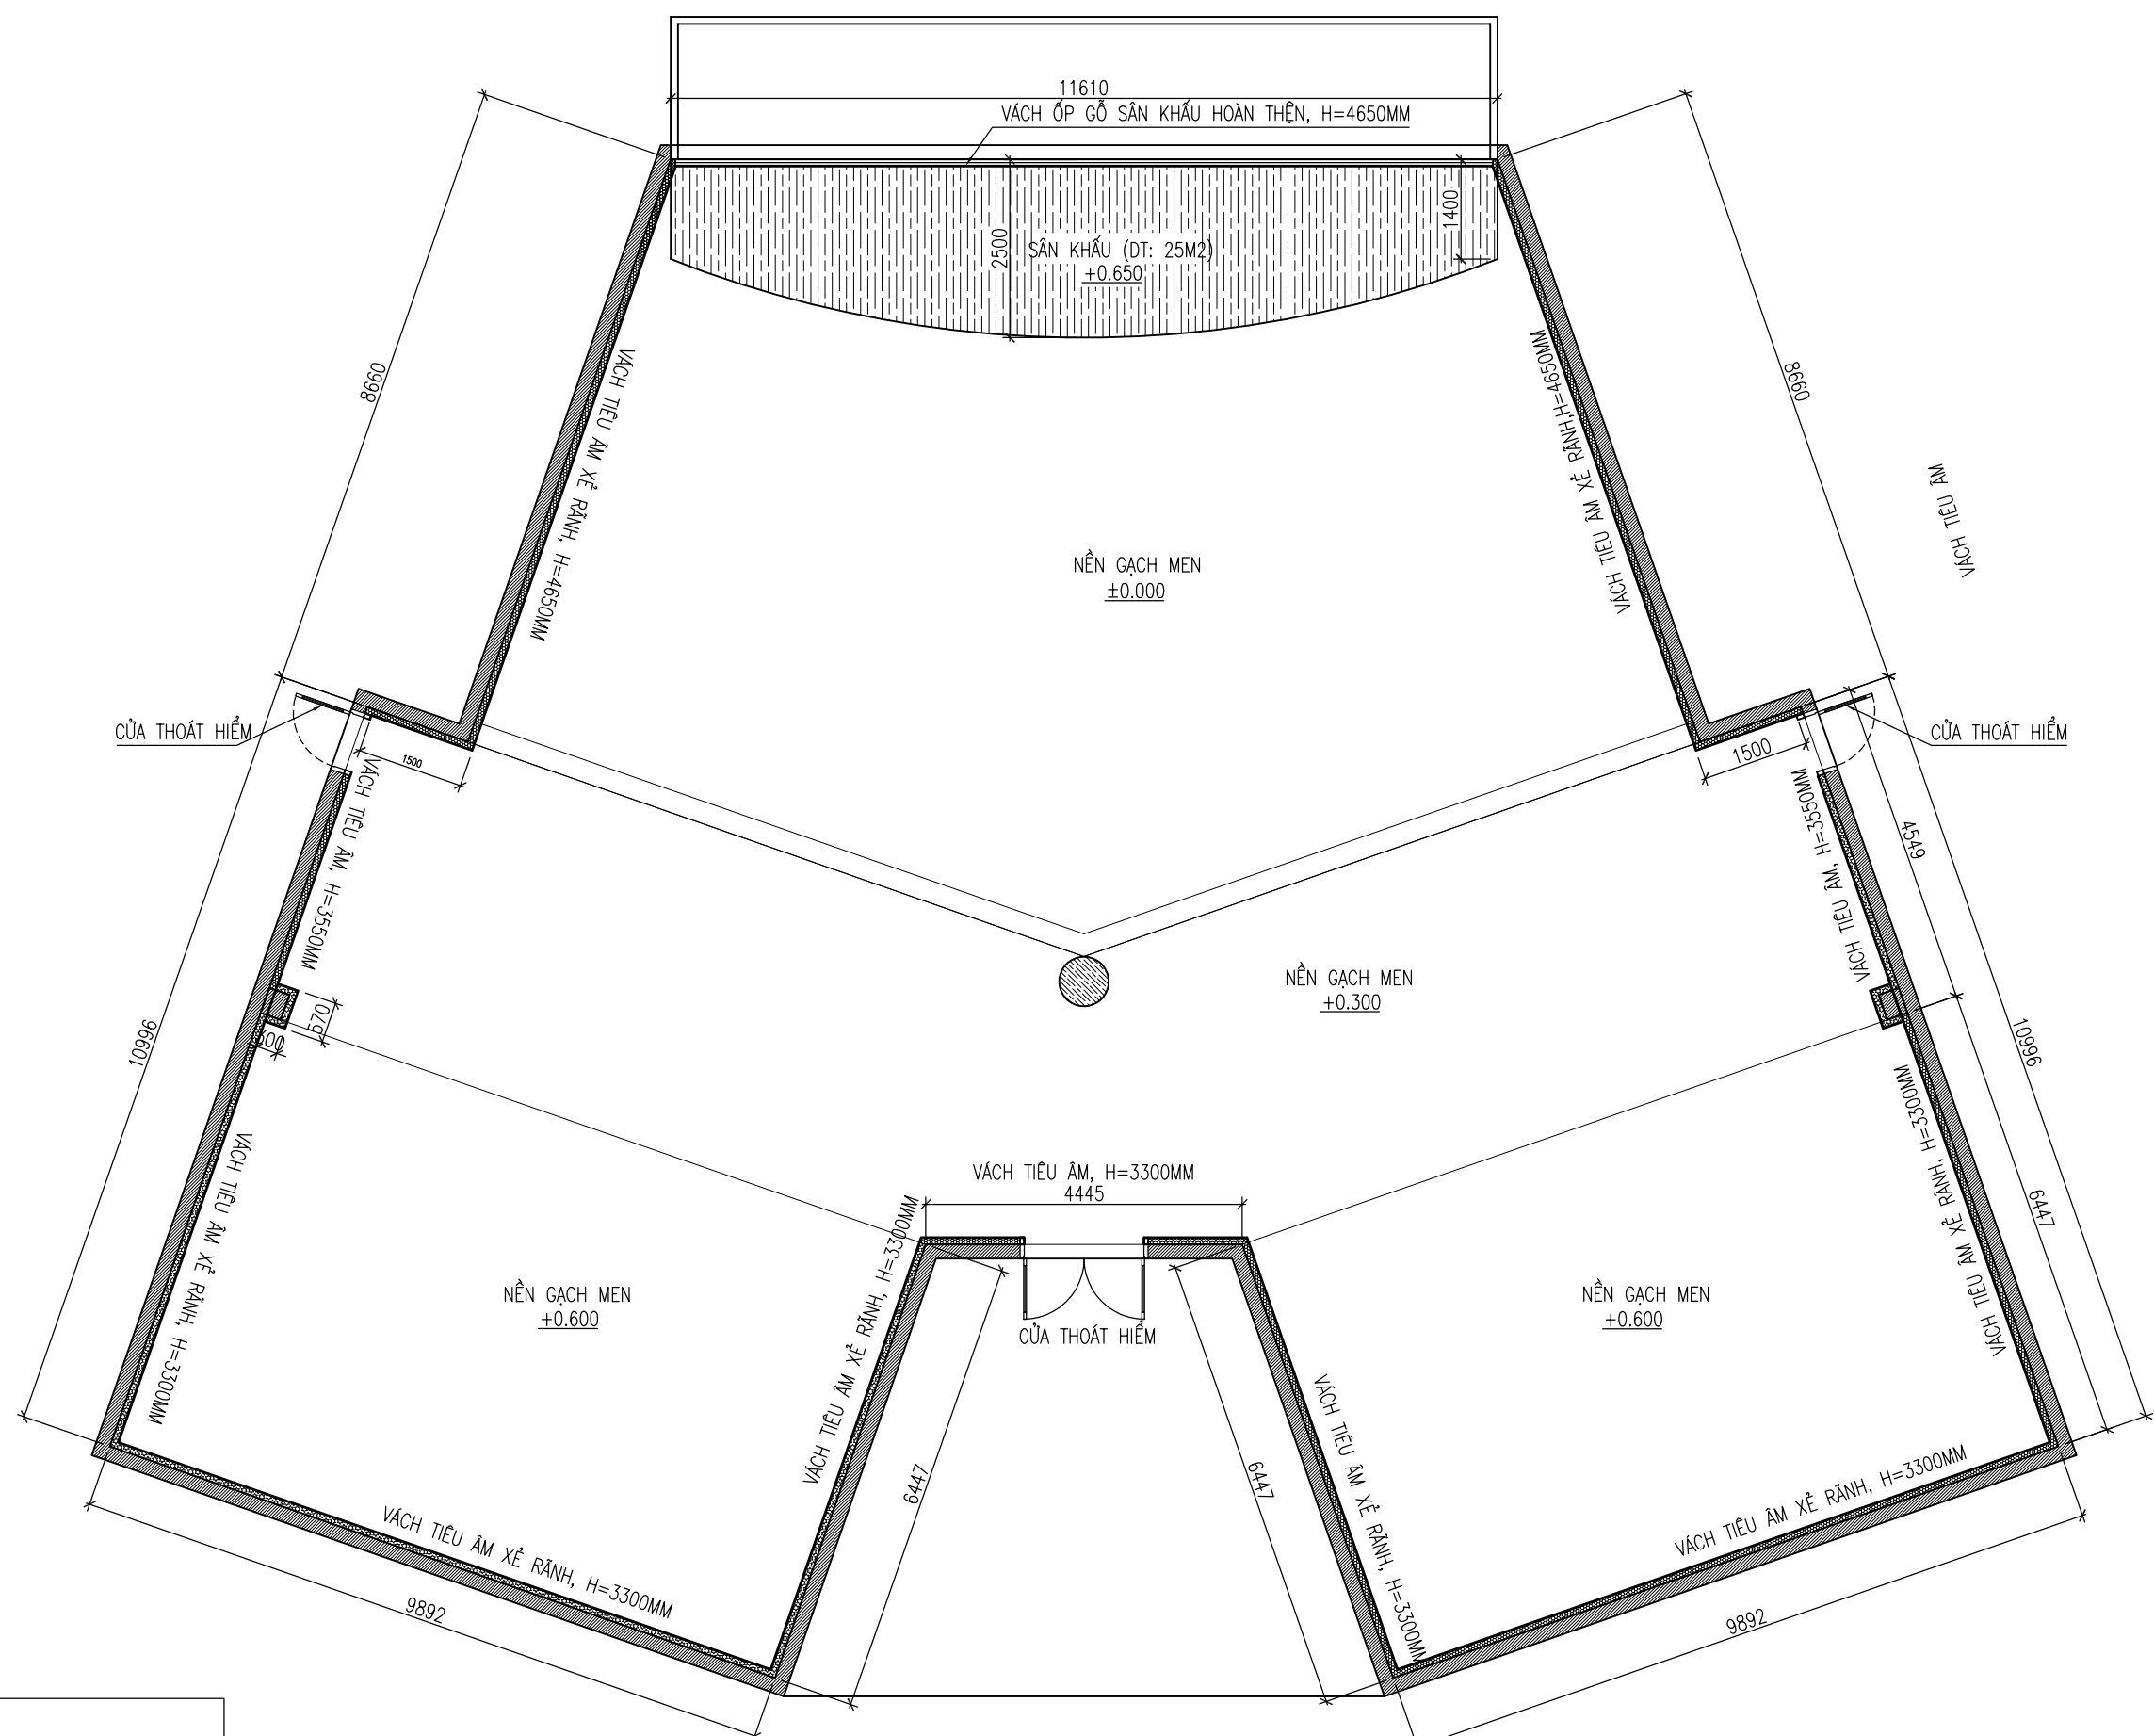 11610
VÁCH ỐP GỖ SÂN KHẤU HOÀN THỆN, H=4650MM
1400
2500
SÂN KHẤU (DT: 25M2)
+0.650
8660
VÁCH TIÊU ÂM XẺ RÃNH, H=4650MM
VÁCH TIÊU ÂM XẺ RÃNH,H=4650MM
8660
VÁCH TIÊU ÂM
NỀN GẠCH MEN
±0.000
CỬA THOÁT HIỂM
1500
1500
CỬA THOÁT HIỂM
VÁCH TIÊU ÂM, H=3550MM
VÁCH TIÊU ÂM, H=3550MM
4549
NỀN GẠCH MEN
+0.300
570
300
10996
10996
VÁCH TIÊU ÂM XẺ RÃNH, H=3300MM
VÁCH TIÊU ÂM, H=3300MM
4445
VÁCH TIÊU ÂM XẺ RÃNH, H=3300MM
VÁCH TIÊU ÂM XẺ RÃNH, H=3300MM
6447
NỀN GẠCH MEN
+0.600
NỀN GẠCH MEN
+0.600
CỬA THOÁT HIỂM
6447
6447
VÁCH TIÊU ÂM XẺ RÃNH, H=3300MM
VÁCH TIÊU ÂM XẺ RÃNH, H=3300MM
VÁCH TIÊU ÂM XẺ RÃNH, H=3300MM
9892
9892